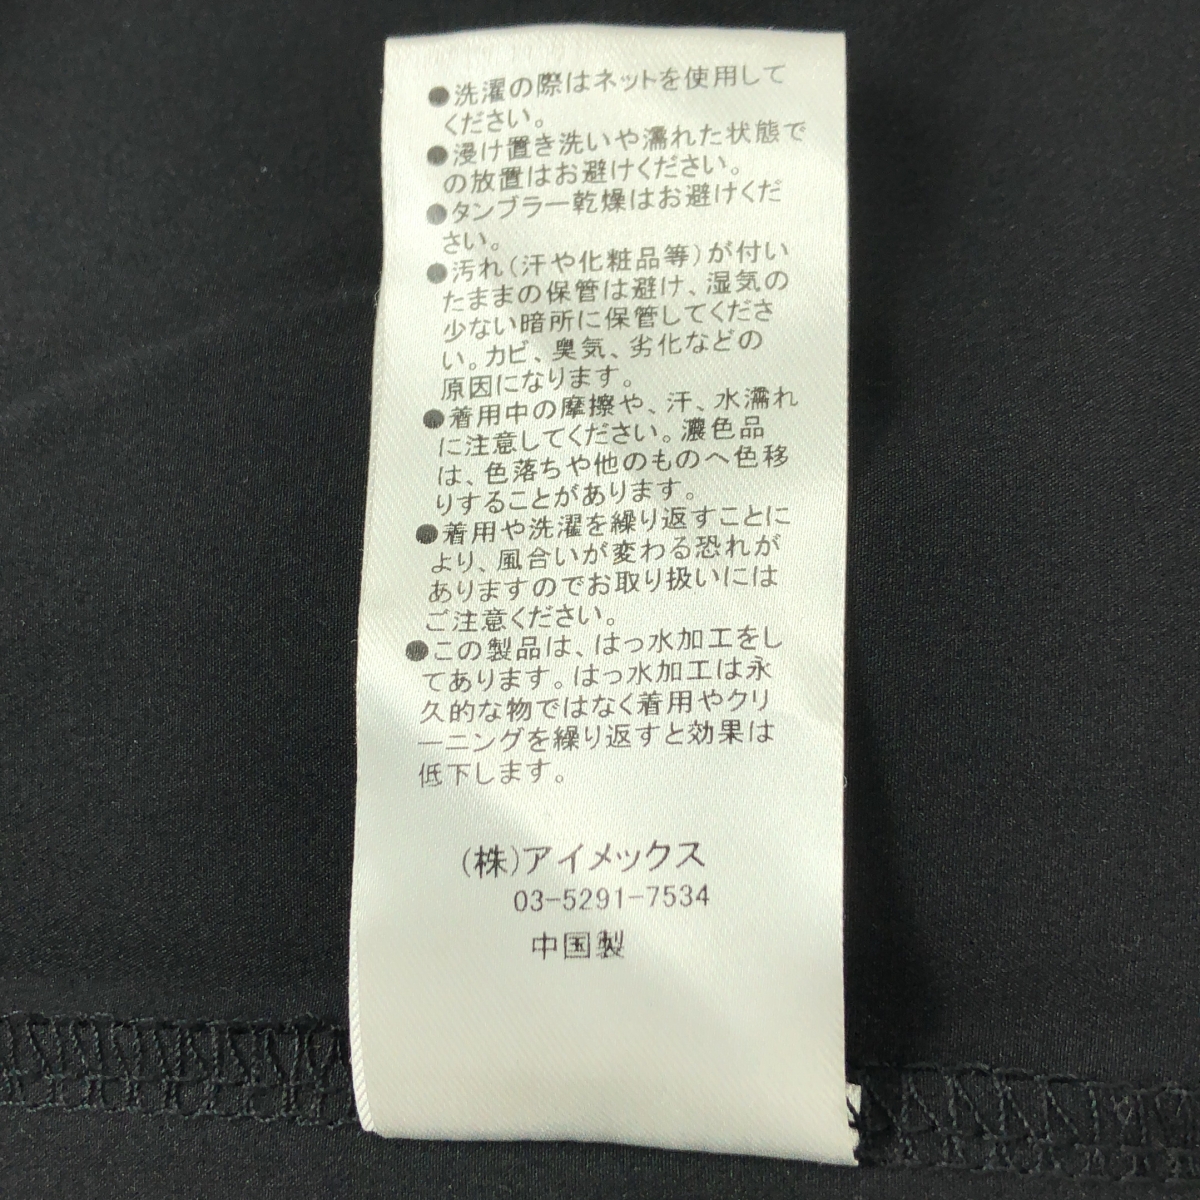 ●洗濯の際はネットを使用して
ください。
●浸け置き洗いや濡れた状態で
の放置はお避けください。
●タンブラー乾燥はお避けくだ
さい。
●汚れ(汗や化粧品等)が付い
たままの保管は避け、湿気の
少ない暗所に保管してくださ
い。カビ、臭気、劣化などの
原因になります。
●着用中の摩擦や、汗、水濡れ
に注意してください。濃色品
は、色落ちや他のものへ色移
りすることがあります。
●着用や洗濯を繰り返すことに
より、風合いが変わる恐れが
ありますのでお取り扱いには
ご注意ください。
●この製品は、はっ水加工をし
てあります。はっ水加工は永
久的な物ではなく着用やクリ
ーニングを繰り返すと効果は
低下します。
(株)アイメックス
03-5291-7534
中国製